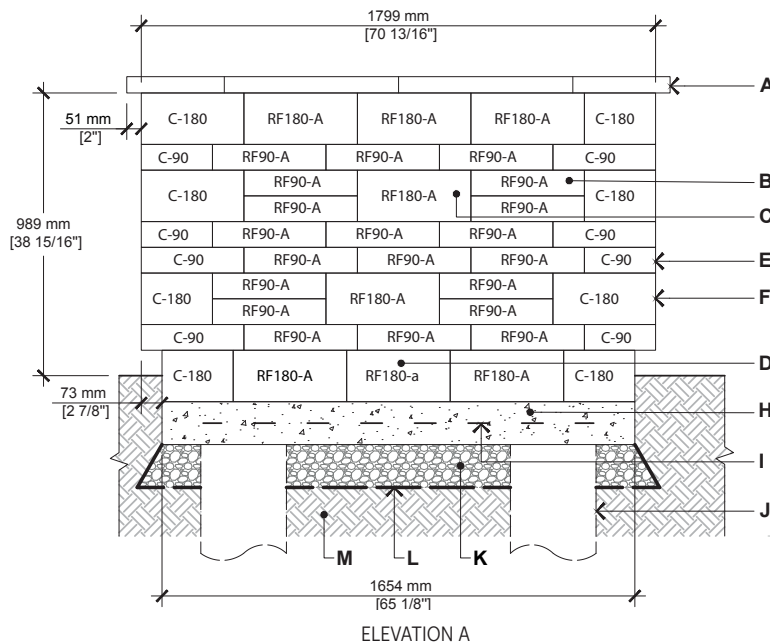 1799 mm
[70 13/16"]
A
51 mm
[2"]
C-180 RF180-A RF180-A RF180-A C-180
C-90 RF90-A RF90-A RF90-A C-90
C-180 RF90-A RF180-A RF90-A C-180 B
RF90-A RF90-A
C
989 mm
[38 15/16"]
C-90 RF90-A RF90-A RF90-A C-90
C-90 RF90-A RF90-A RF90-A C-90 E
C-180 RF90-A RF180-A RF90-A C-180 F
RF90-A RF90-A
C-90 RF90-A RF90-A RF90-A C-90
D
C-180 RF180-A RF180-a RF180-A C-180
73 mm
[2 7/8"]
H
I
J
M L K
1654 mm
[65 1/8"]
ELEVATION A